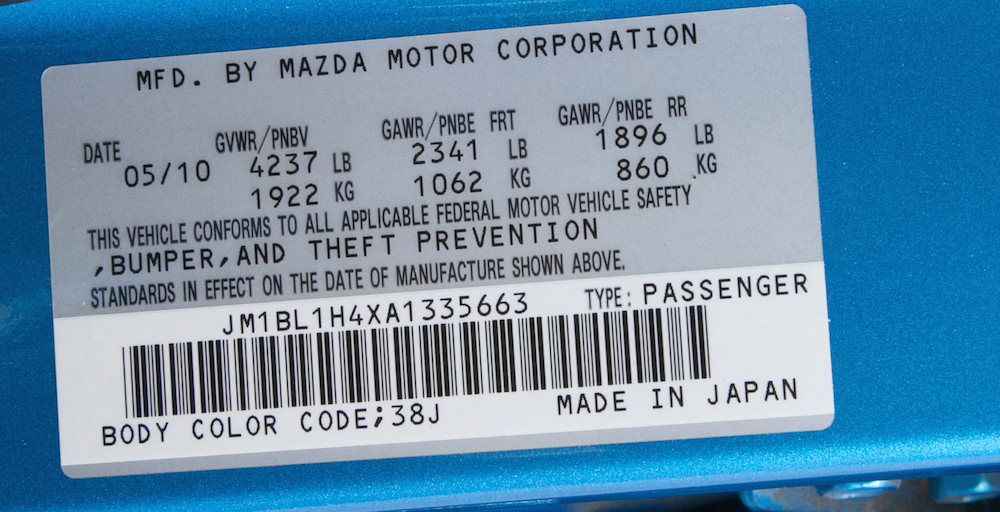 MFD. BY MAZDA MOTOR CORPORATION
DATE GVWR/PNBV GAWR/PNBE FRT GAWR/PNBE RR
05/10 4237 LB 2341 LB 1896 LB
1922 KG 1062 KG 860 KG
THIS VEHICLE CONFORMS TO ALL APPLICABLE FEDERAL MOTOR VEHICLE SAFETY
,BUMPER,AND THEFT PREVENTION
STANDARDS IN EFFECT ON THE DATE OF MANUFACTURE SHOWN ABOVE.
JM1BL1H4XA1335663 TYPE: PASSENGER
BODY COLOR CODE;38J MADE IN JAPAN